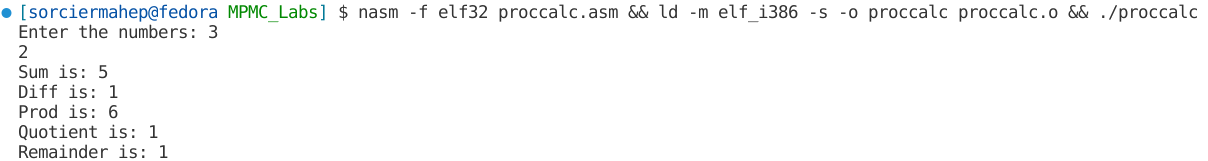 [sorciermahep@fedora MPMC_Labs] $ nasm -f elf32 proccalc.asm && ld -m elf_i386 -s -o proccalc proccalc.o && ./proccalc
Enter the numbers: 3
2
Sum is: 5
Diff is: 1
Prod is: 6
Quotient is: 1
Remainder is: 1